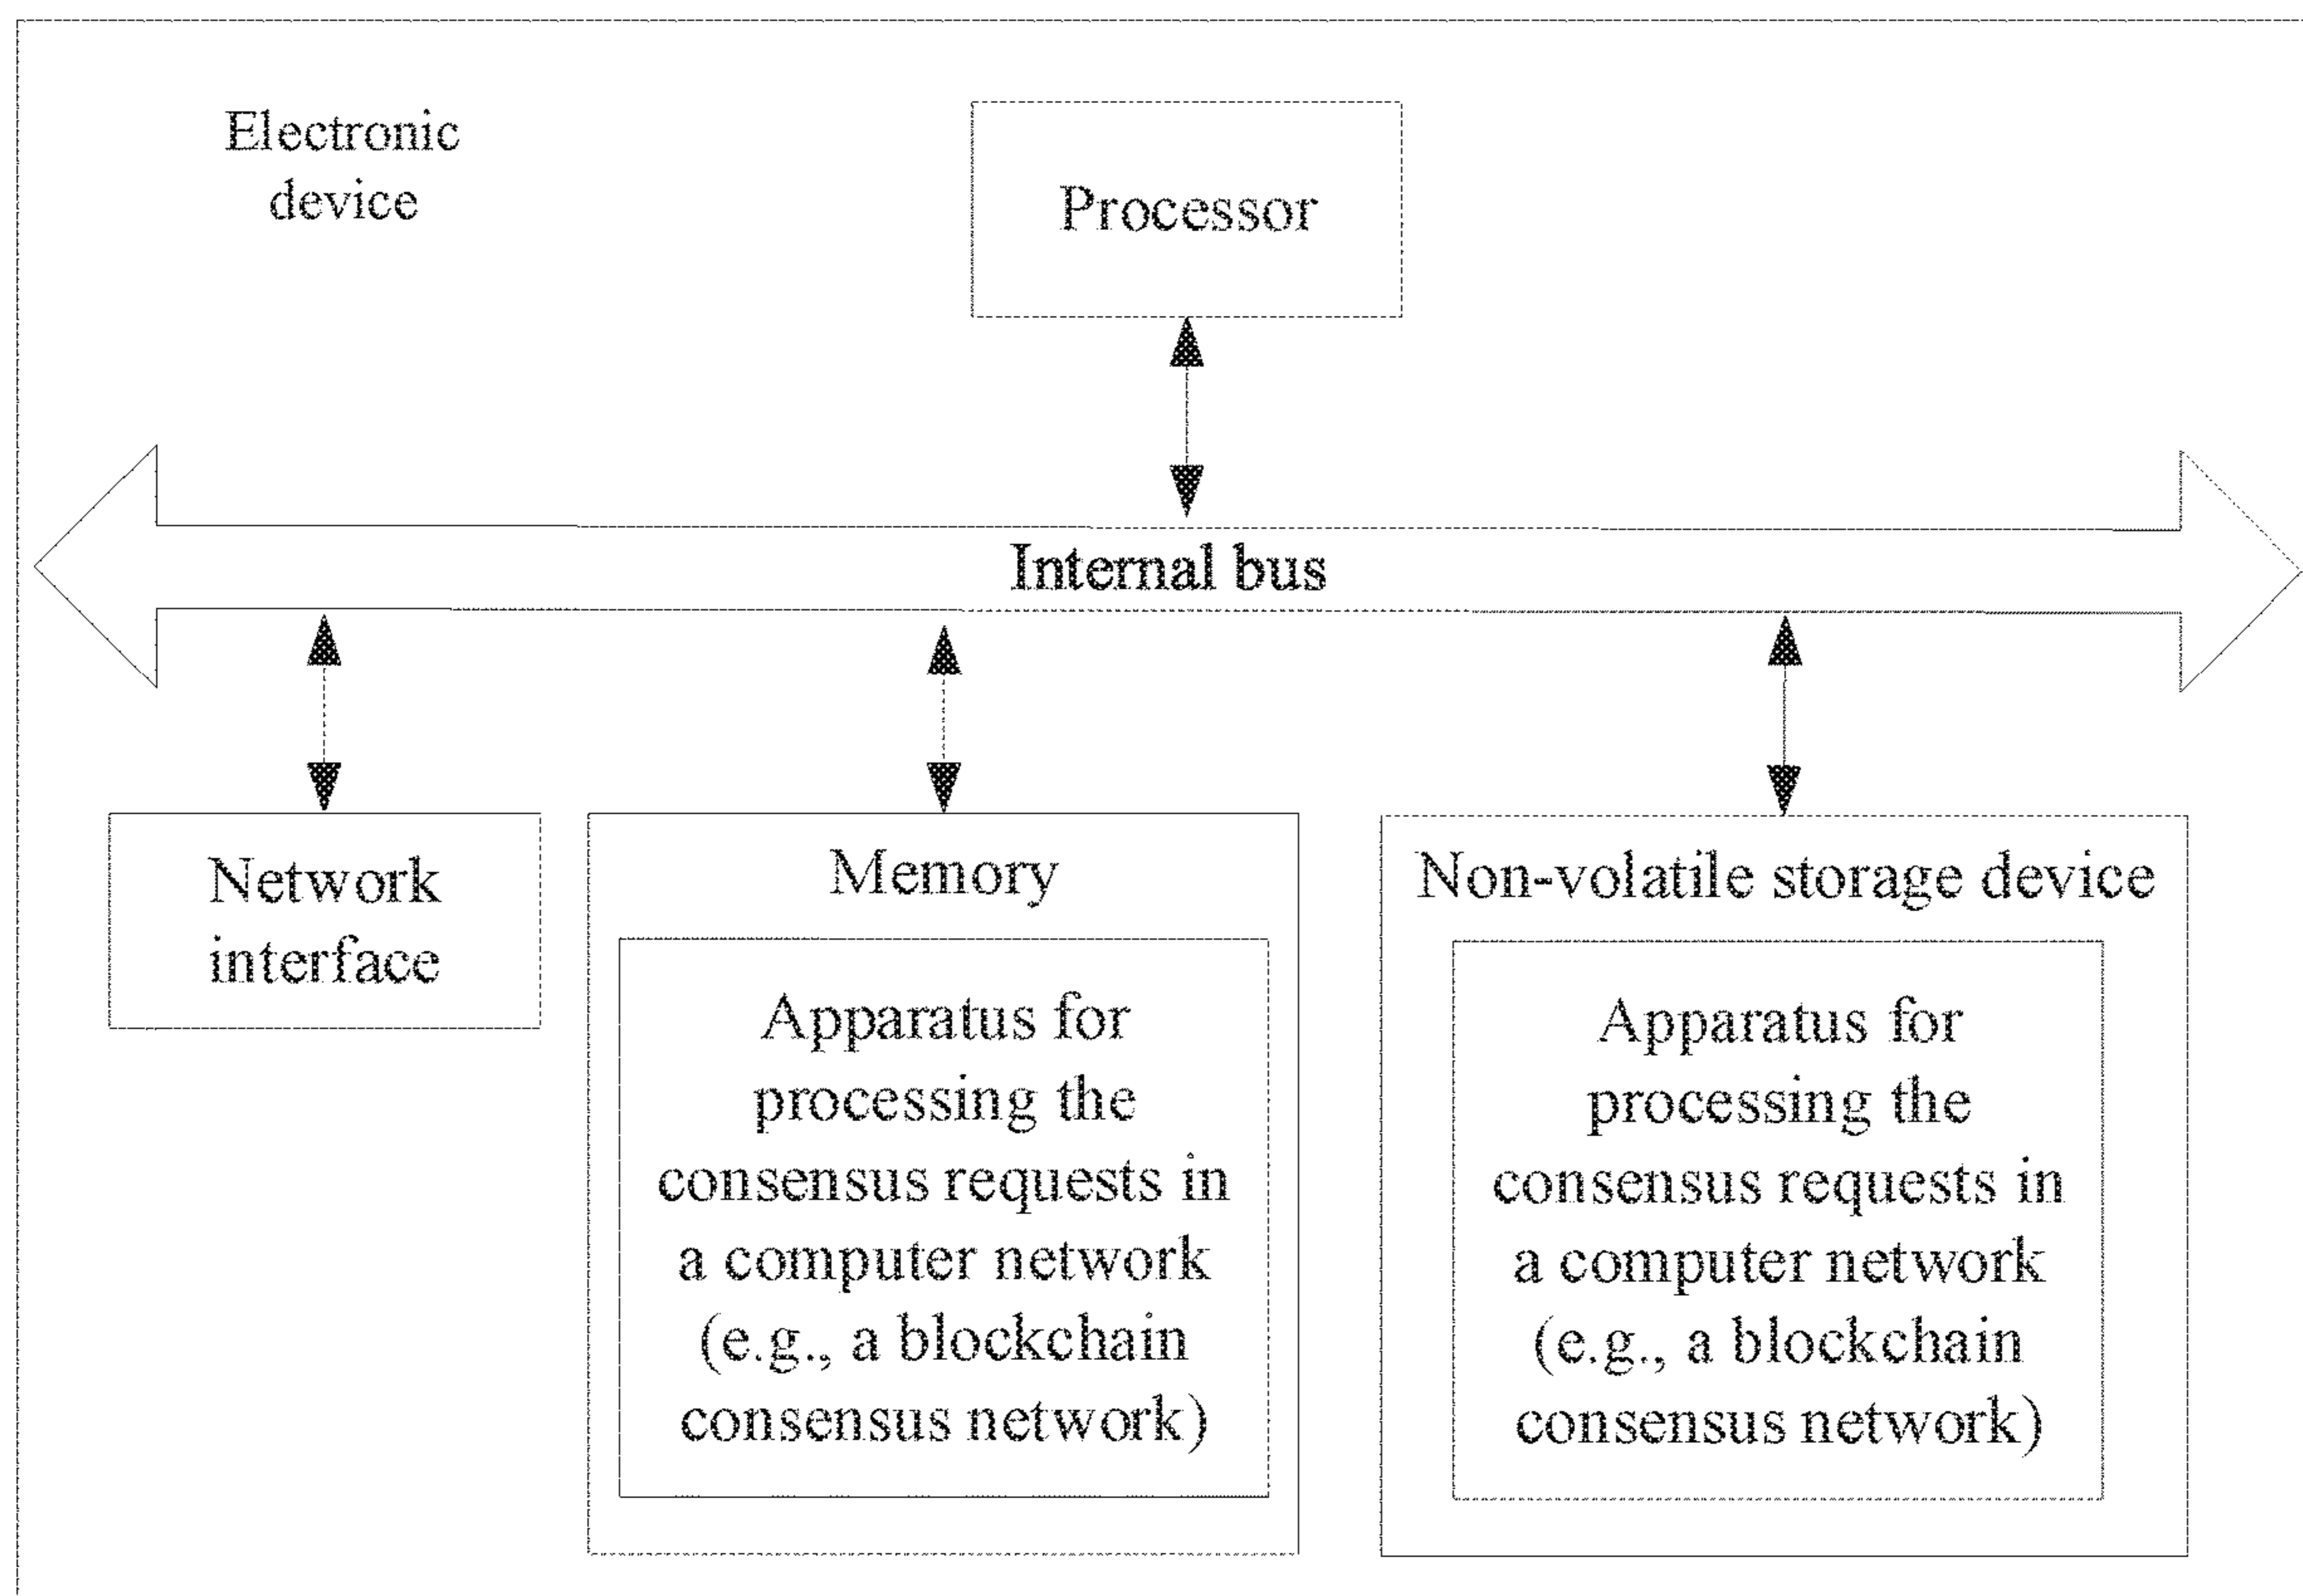 Electronic
device
Processor
Internal bus
Network
interface
Memory
Apparatus for
processing the
consensus requests in
a computer network
(e.g., a blockchain
consensus network)
Non-volatile storage device
Apparatus for
processing the
consensus requests in
a computer network
(e.g., a blockchain
consensus network)